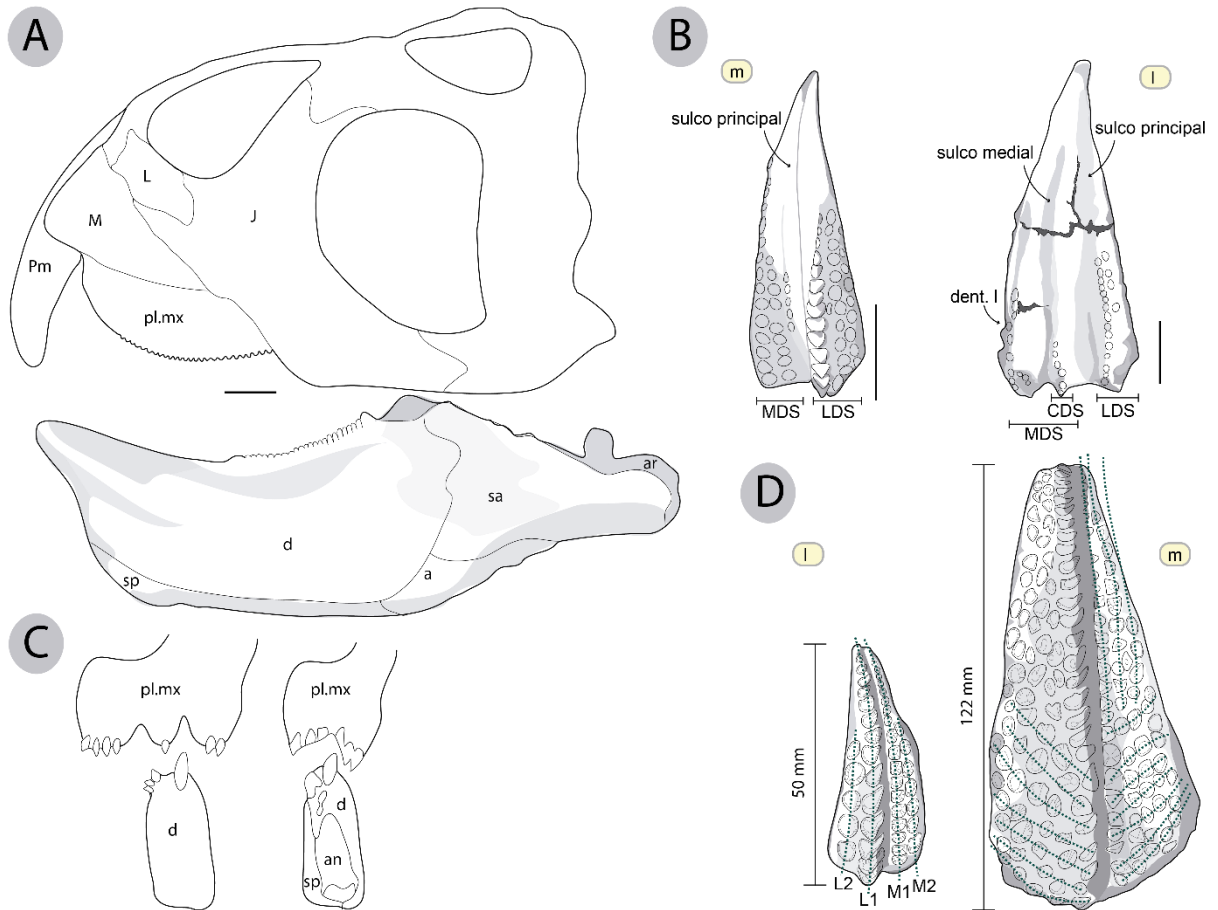 A
L
M
J
Pm
pl.mx
ar
sa
d
a
sp
B
m
l
sulco principal
sulco principal
sulco medial
dent. l
MDS
LDS
CDS
LDS
MDS
C
pl.mx
pl.mx
d
d
an
sp
D
l
m
50 mm
122 mm
L2
L1
M1
M2